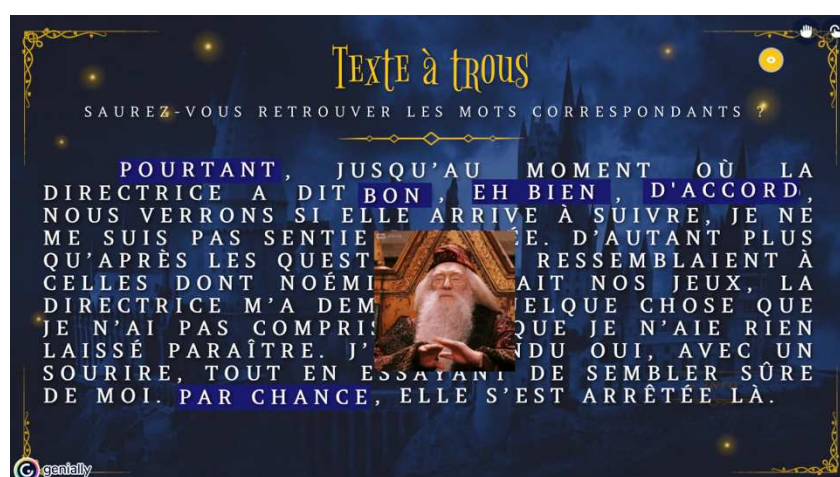 Texte à trous
SAUREZ-VOUS RETROUVER LES MOTS CORRESPONDANTS ?
POURTANT, JUSQU'AU MOMENT OÙ LA
DIRECTRICE A DIT BON, EH BIEN, D'ACCORD,
NOUS VERRONS SI ELLE ARRIVE À SUIVRE, JE NE
ME SUIS PAS SENTIE ÉE. D'AUTANT PLUS
QU'APRÈS LES QUEST RESSEMBLAIENT À
CELLES DONT NOÉMI AIT NOS JEUX, LA
DIRECTRICE M'A DEM ELQUE CHOSE QUE
JE N'AI PAS COMPRIS QUE JE N'AIE RIEN
LAISSÉ PARAÎTRE. J' NDU OUI, AVEC UN
SOURIRE, TOUT EN ESSAYANT DE SEMBLER SÛRE
DE MOI. PAR CHANCE, ELLE S'EST ARRÊTÉE LÀ.
genially